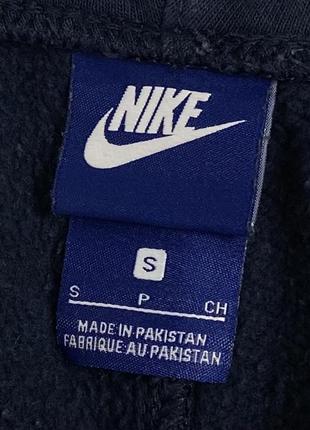 NIKE
S
S P CH
MADE IN PAKISTAN
FABRIQUE AU PAKISTAN